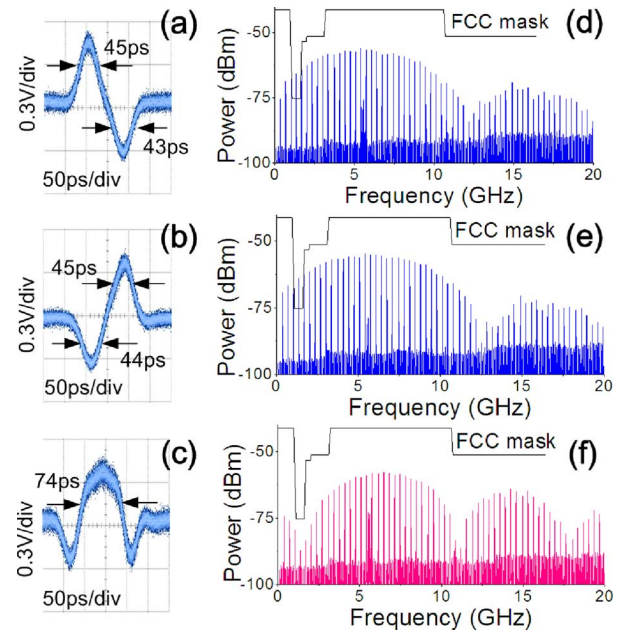 (a)
45ps
43ps
0.3V/div
50ps/div
(d)
FCC mask
Power (dBm)
-50
-75
-100
0
5
10
15
20
Frequency (GHz)
(b)
45ps
44ps
0.3V/div
50ps/div
(e)
FCC mask
Power (dBm)
-50
-75
-100
0
5
10
15
20
Frequency (GHz)
(c)
74ps
0.3V/div
50ps/div
(f)
FCC mask
Power (dBm)
-50
-75
-100
0
5
10
15
20
Frequency (GHz)